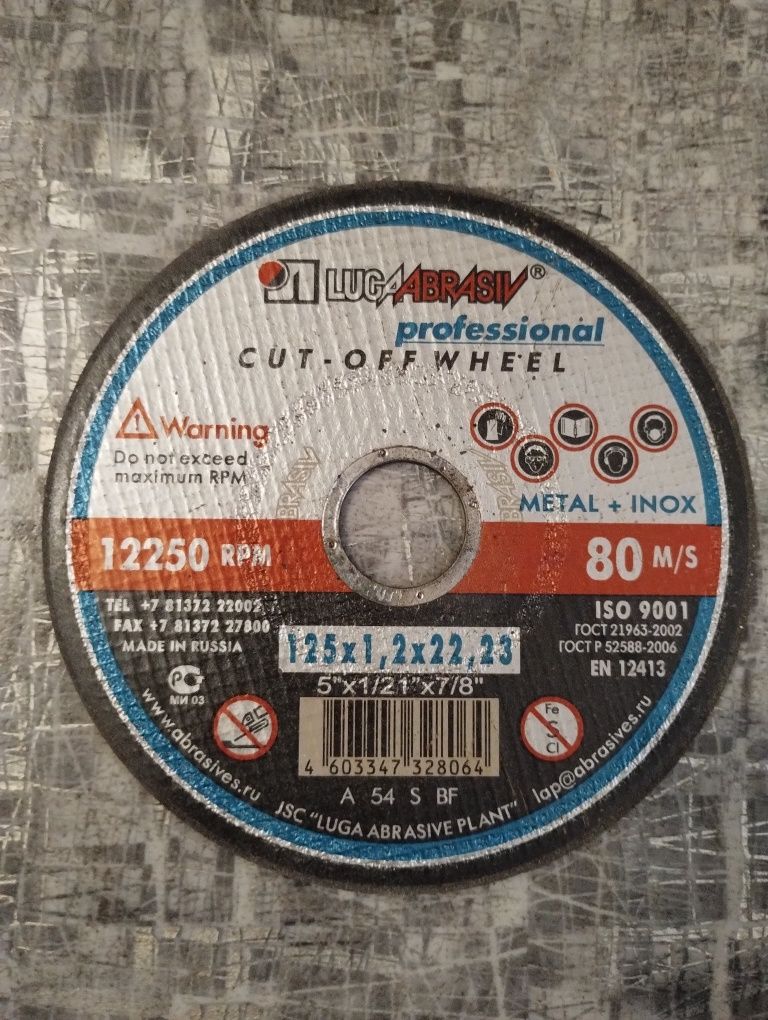 LUGAABRASIV®
professional
CUT-OFF WHEEL
Warning
Do not exceed
maximum RPM
METAL + INOX
ABRASIV
12250 RPM
80 M/S
TEL +7 81372 22002
FAX +7 81372 27800
MADE IN RUSSIA
ISO 9001
ГОСТ 21963-2002
ГОСТ Р 52588-2006
EN 12413
125x1,2x22,23
5"x1/21"x7/8"
МИ 03
Fe
S
Cl
4 603347 328064
A 54 S BF
www.abrasives.ru
JSC "LUGA ABRASIVE PLANT"
lap@abrasives.ru